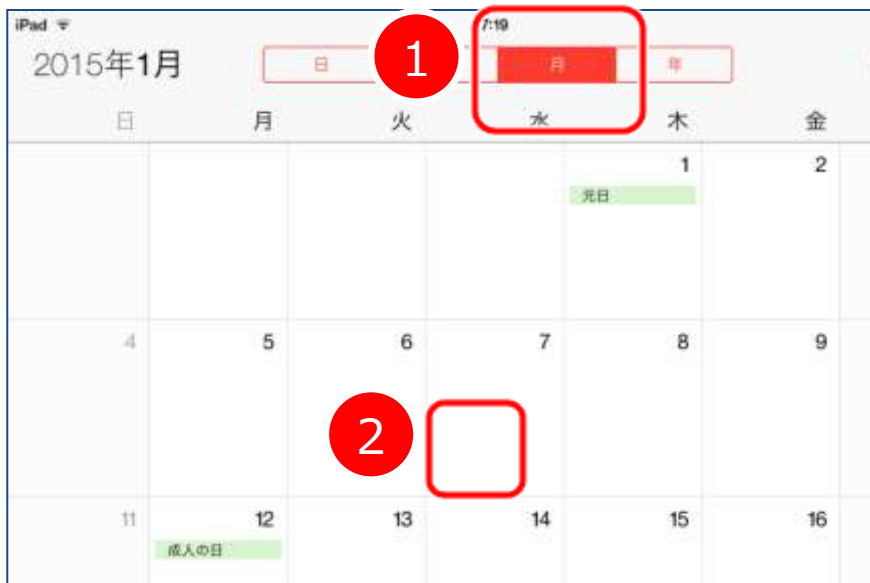 iPad 7:19
2015年1月 日 1 月 年
日 月 火 水 木 金
1 2
元日
4 5 6 7 8 9
2
11 12 13 14 15 16
成人の日